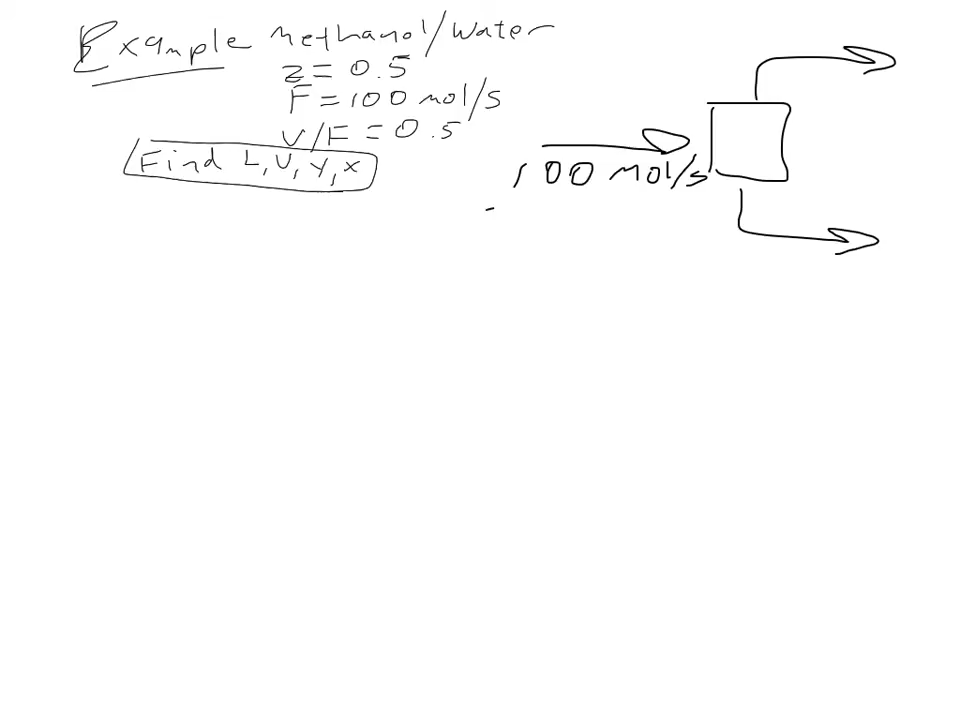 Example Methanol/Water
z = 0.5
F = 100 mol/s
V/F = 0.5
Find L, V, y, x
100 mol/s